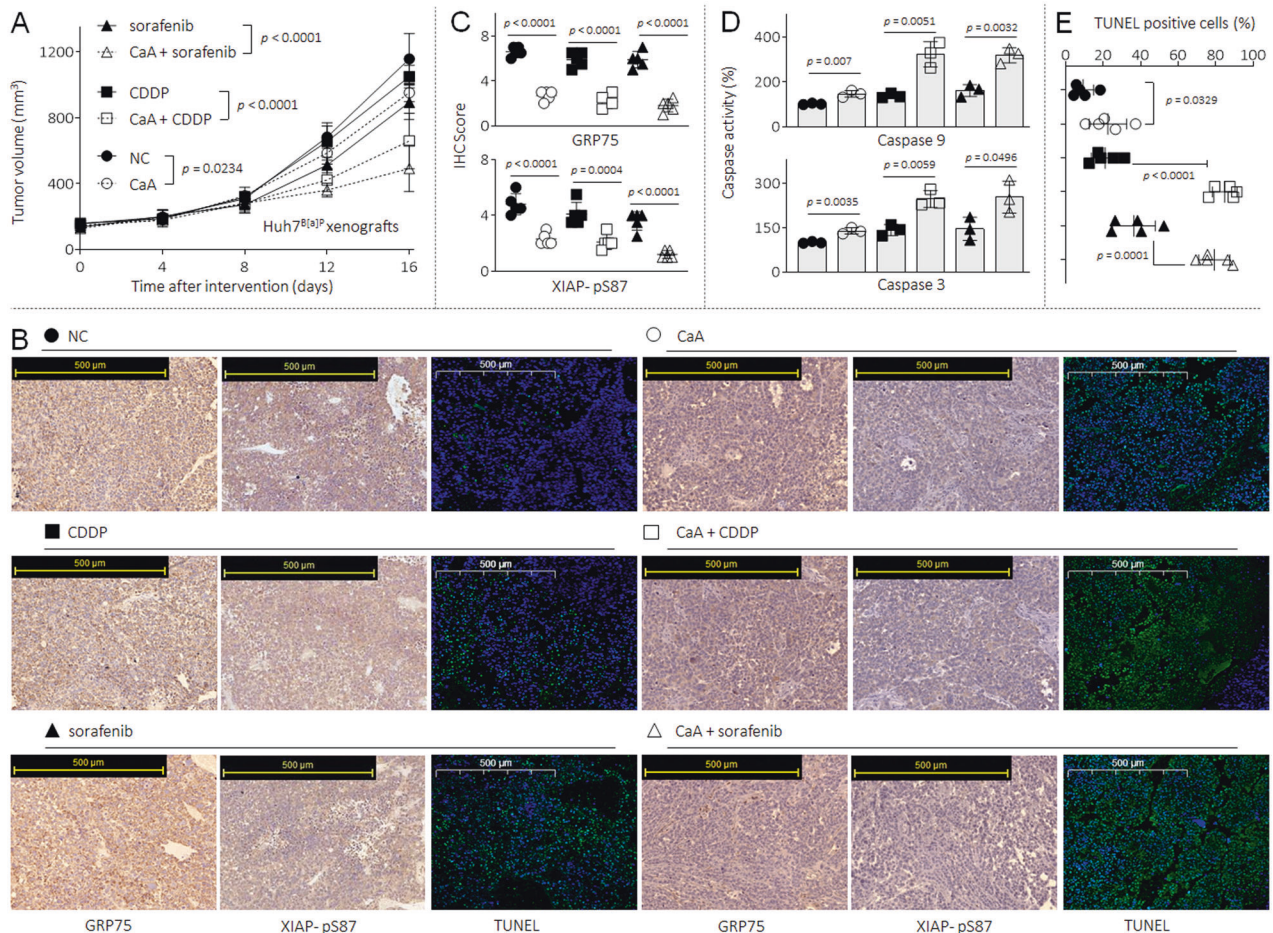 A
sorafenib
CaA + sorafenib
p < 0.0001
CDDP
CaA + CDDP
p < 0.0001
NC
CaA
p = 0.0234
Huh7B[a]P xenografts
Tumor volume (mm3)
1200
800
400
0
0 4 8 12 16
Time after intervention (days)
C
IHC Score
p < 0.0001 p < 0.0001 p < 0.0001
6
3
0
GRP75
p < 0.0001 p = 0.0004 p < 0.0001
8
4
0
XIAP- pS87
D
Caspase activity (%)
p = 0.007 p = 0.0051 p = 0.0032
400
200
0
Caspase 9
p = 0.0035 p = 0.0059 p = 0.0496
300
150
0
Caspase 3
E
TUNEL positive cells (%)
0 20 40 60 80 100
p = 0.0329
p < 0.0001
p = 0.0001
B
NC CaA
500 µm 500 µm 500 µm 500 µm 500 µm 500 µm
CDDP CaA + CDDP
500 µm 500 µm 500 µm 500 µm 500 µm 500 µm
sorafenib CaA + sorafenib
500 µm 500 µm 500 µm 500 µm 500 µm 500 µm
GRP75 XIAP- pS87 TUNEL GRP75 XIAP- pS87 TUNEL